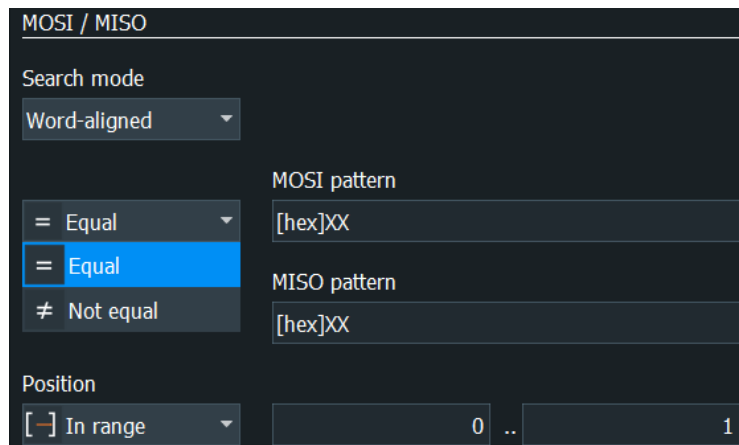 MOSI / MISO
Search mode
Word-aligned
MOSI pattern
= Equal
[hex]XX
= Equal
MISO pattern
≠ Not equal
[hex]XX
Position
In range
0 .. 1